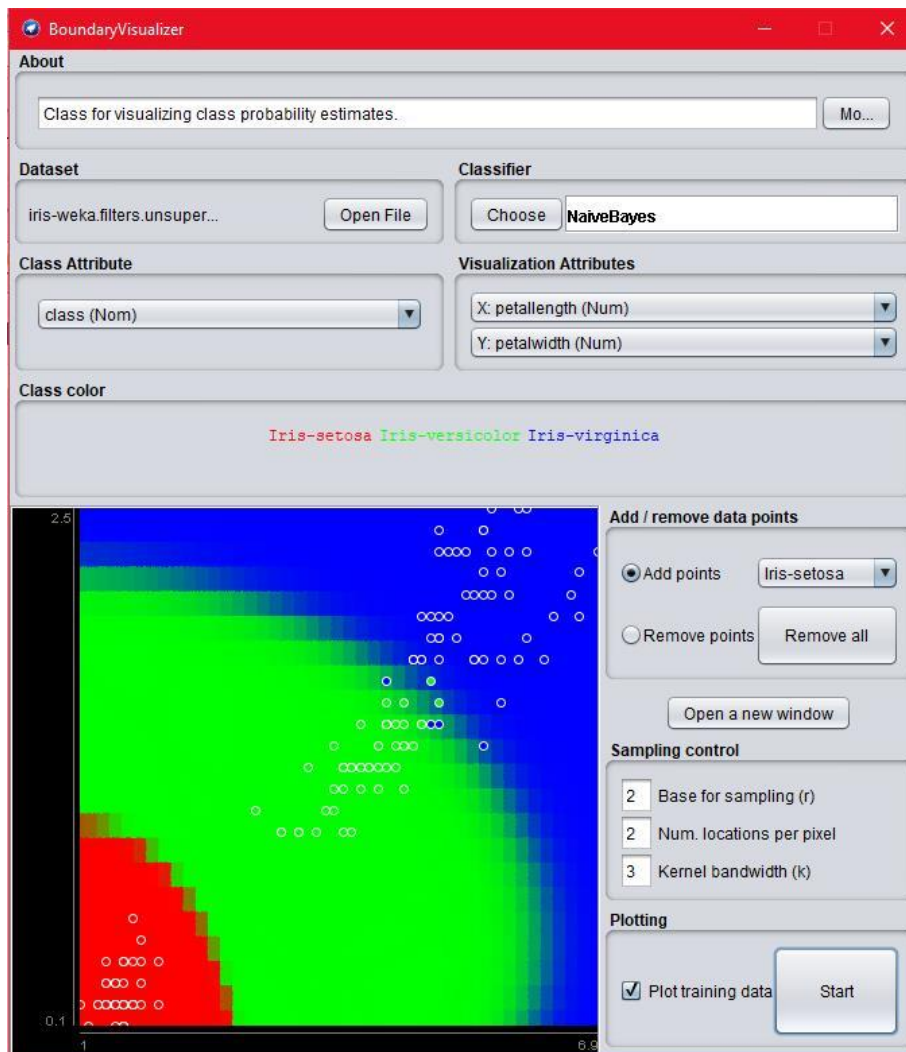 BoundaryVisualizer
About
Class for visualizing class probability estimates.
Mo...
Dataset
iris-weka.filters.unsuper...
Open File
Classifier
Choose
NaiveBayes
Class Attribute
class (Nom)
Visualization Attributes
X: petallength (Num)
Y: petalwidth (Num)
Class color
Iris-setosa Iris-versicolor Iris-virginica
2.5
0.1
1
6.9
Add / remove data points
Add points
Iris-setosa
Remove points
Remove all
Open a new window
Sampling control
2 Base for sampling (r)
2 Num. locations per pixel
3 Kernel bandwidth (k)
Plotting
Plot training data
Start